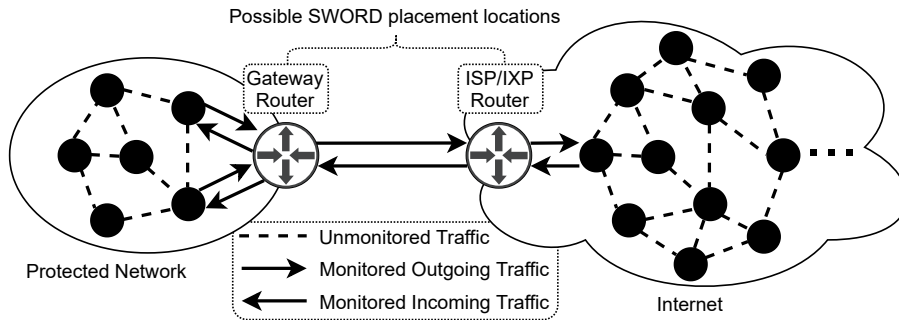 Possible SWORD placement locations
Gateway
Router
ISP/IXP
Router
Unmonitored Traffic
Protected Network
Monitored Outgoing Traffic
Monitored Incoming Traffic
Internet